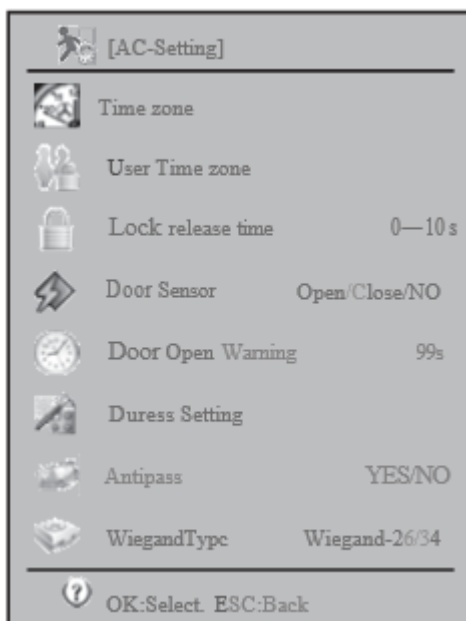 [AC-Setting]
Time zone
User Time zone
Lock release time 0—10 s
Door Sensor Open/Close/NO
Door Open Warning 99s
Duress Setting
Antipass YES/NO
WiegandType Wiegand-26/34
OK:Select. ESC:Back